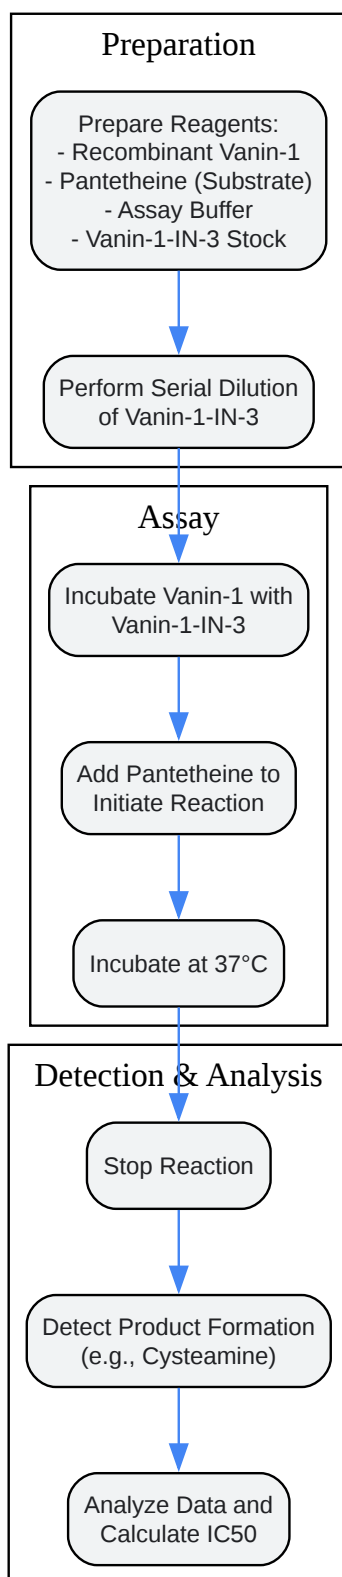 Preparation
Prepare Reagents:
- Recombinant Vanin-1
- Pantetheine (Substrate)
- Assay Buffer
- Vanin-1-IN-3 Stock
Perform Serial Dilution
of Vanin-1-IN-3
Assay
Incubate Vanin-1 with
Vanin-1-IN-3
Add Pantetheine to
Initiate Reaction
Incubate at 37°C
Detection & Analysis
Stop Reaction
Detect Product Formation
(e.g., Cysteamine)
Analyze Data and
Calculate IC50